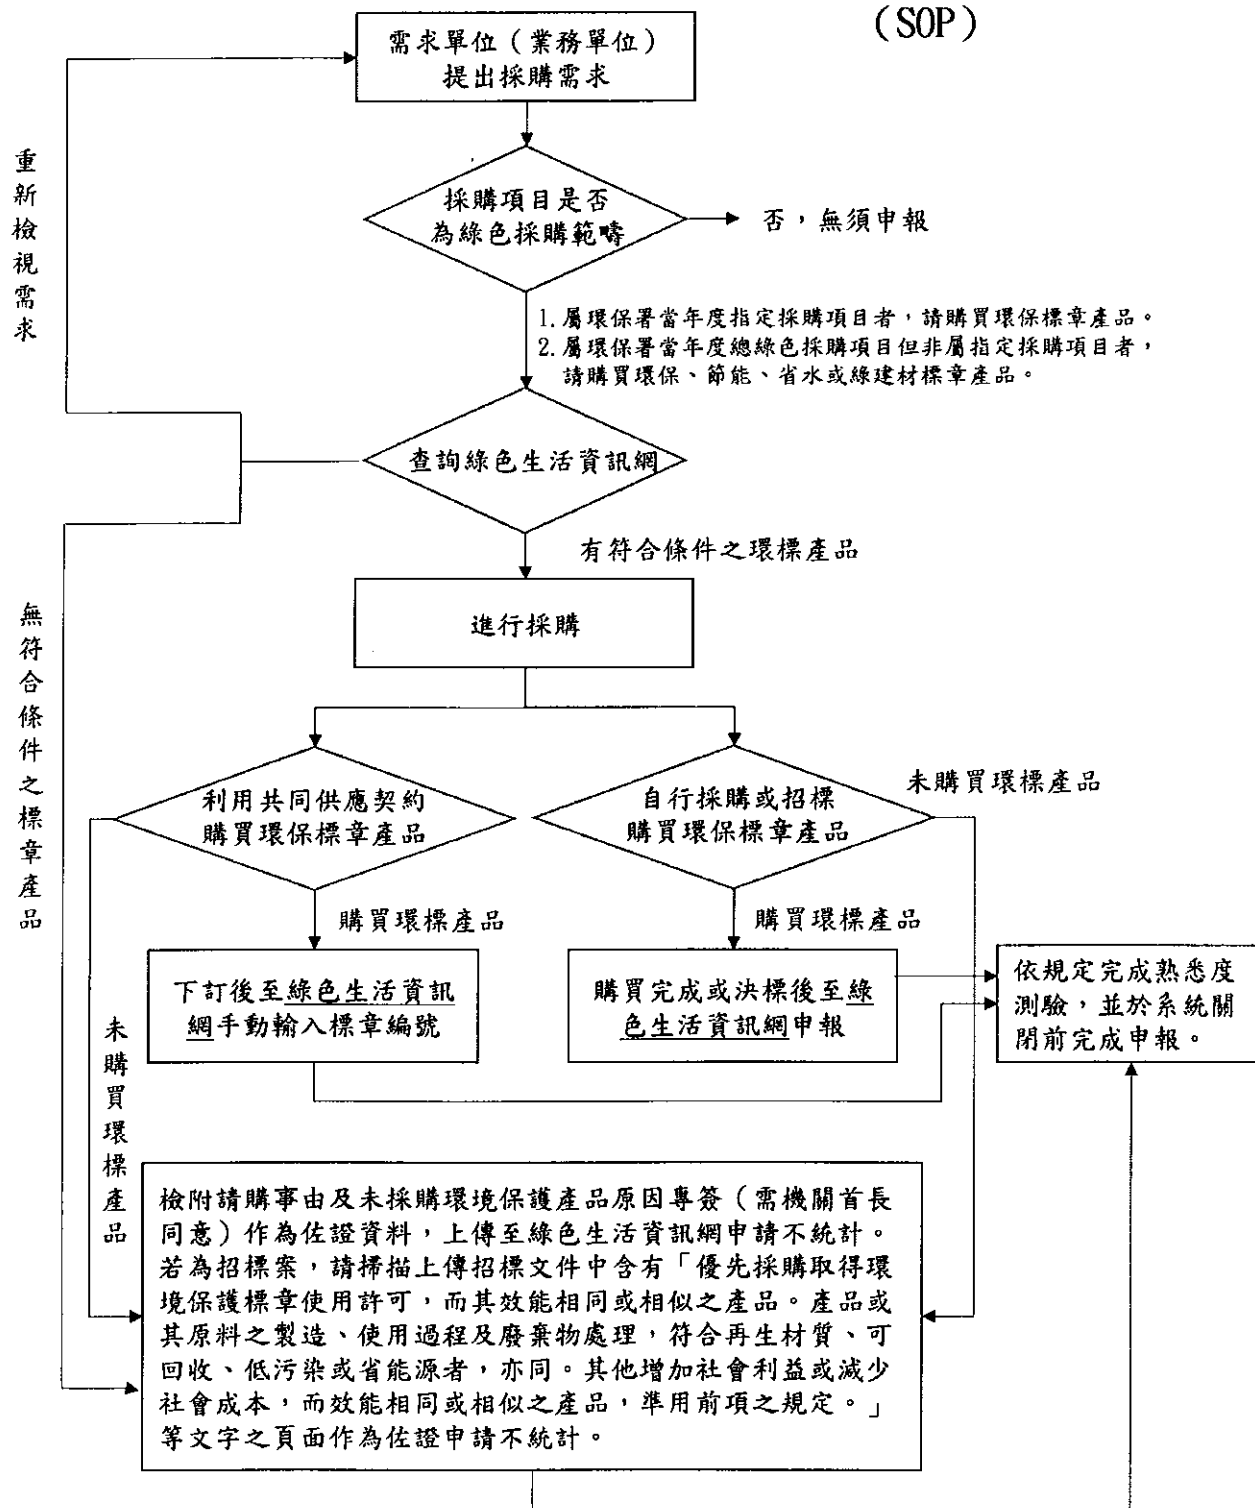 (SOP)
需求單位（業務單位）
提出採購需求
重新檢視需求
採購項目是否
為綠色採購範疇
否，無須申報
1. 屬環保署當年度指定採購項目者，請購買環保標章產品。
2. 屬環保署當年度總綠色採購項目但非屬指定採購項目者，
請購買環保、節能、省水或綠建材標章產品。
查詢綠色生活資訊網
有符合條件之環標產品
進行採購
無符合條件之標章產品
利用共同供應契約
購買環保標章產品
自行採購或招標
購買環保標章產品
未購買環標產品
購買環標產品
購買環標產品
下訂後至綠色生活資訊
網手動輸入標章編號
購買完成或決標後至綠
色生活資訊網申報
依規定完成熟悉度
測驗，並於系統關
閉前完成申報。
未購買環標產品
檢附請購事由及未採購環境保護產品原因專簽（需機關首長
同意）作為佐證資料，上傳至綠色生活資訊網申請不統計。
若為招標案，請掃描上傳招標文件中含有「優先採購取得環
境保護標章使用許可，而其效能相同或相似之產品。產品或
其原料之製造、使用過程及廢棄物處理，符合再生材質、可
回收、低污染或省能源者，亦同。其他增加社會利益或減少
社會成本，而效能相同或相似之產品，準用前項之規定。」
等文字之頁面作為佐證申請不統計。